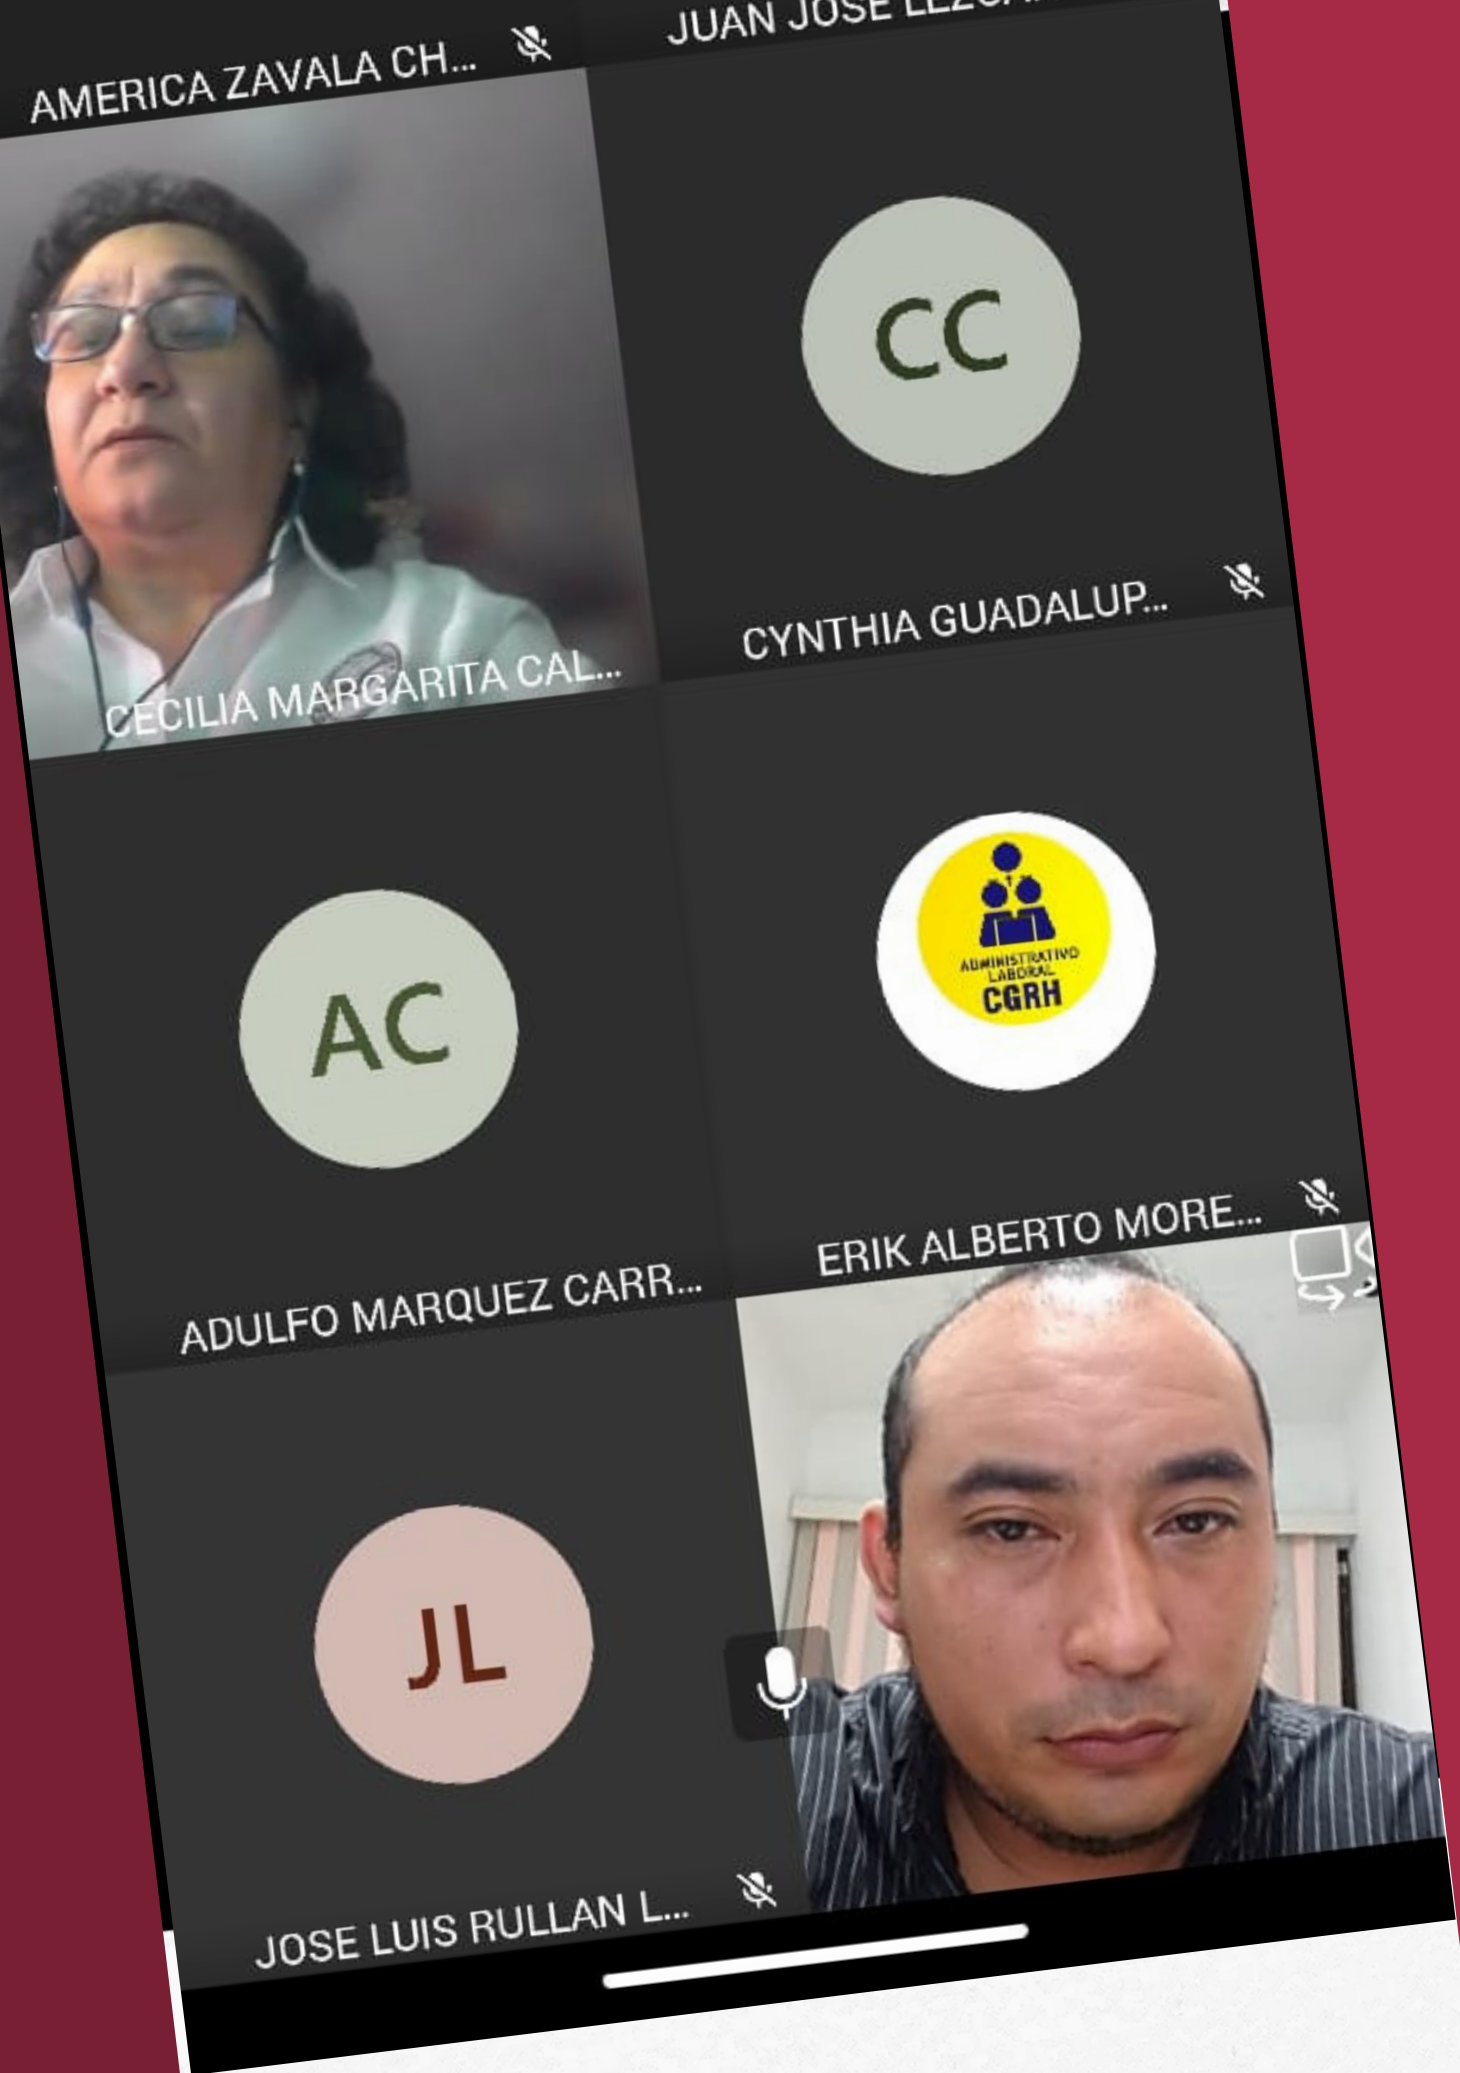 AMERICA ZAVALA CH...
JUAN JOSE
CECILIA MARGARITA CAL...
CC
CYNTHIA GUADALUP...
AC
ADULFO MARQUEZ CARR...
ADMINISTRATIVO
LABORAL
CGRH
ERIK ALBERTO MORE...
JL
JOSE LUIS RULLAN L...